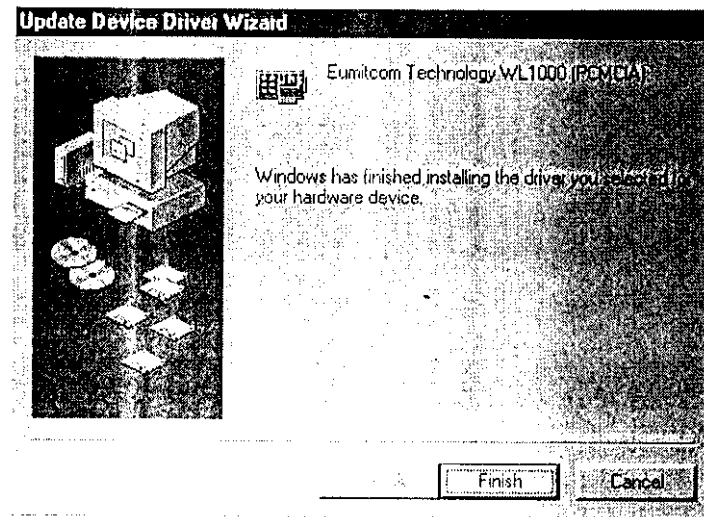 Update Device Driver Wizard
Eumitcom Technology WL1000 (PCMCIA)
Windows has finished installing the driver you selected for
your hardware device.
Finish
Cancel